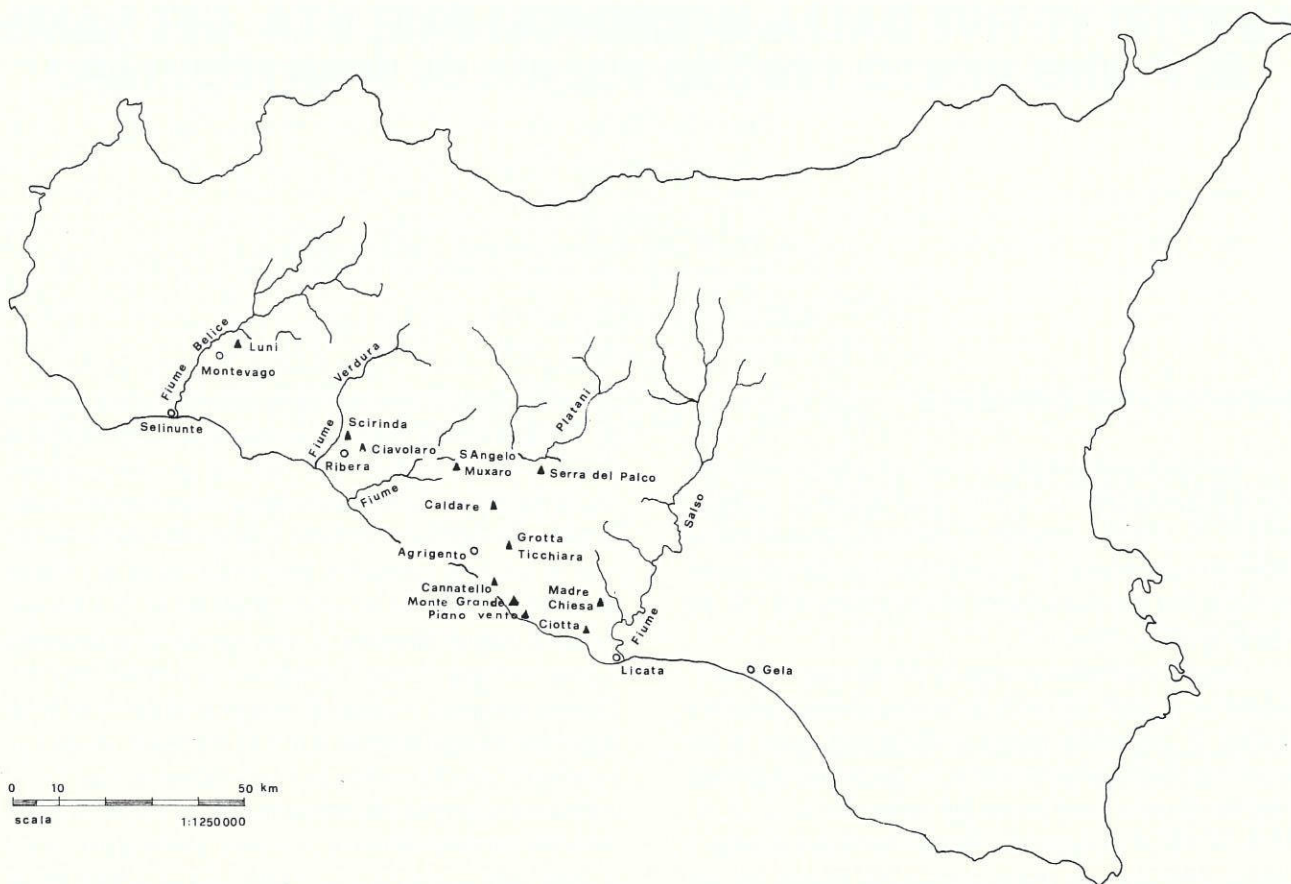 Fiume Belice
Luni
Montevago
Selinunte
Fiume Verdura
Scirinda
Ciavolaro
Ribera
Fiume Platani
S Angelo
Muxaro
Serra del Palco
Caldare
Grotta
Ticchiara
Agrigento
Cannatello
Monte Grande
Piano vento
Madre
Chiesa
Ciotta
Fiume Salso
Licata
Gela
0 10 50 km
scala 1:1250000